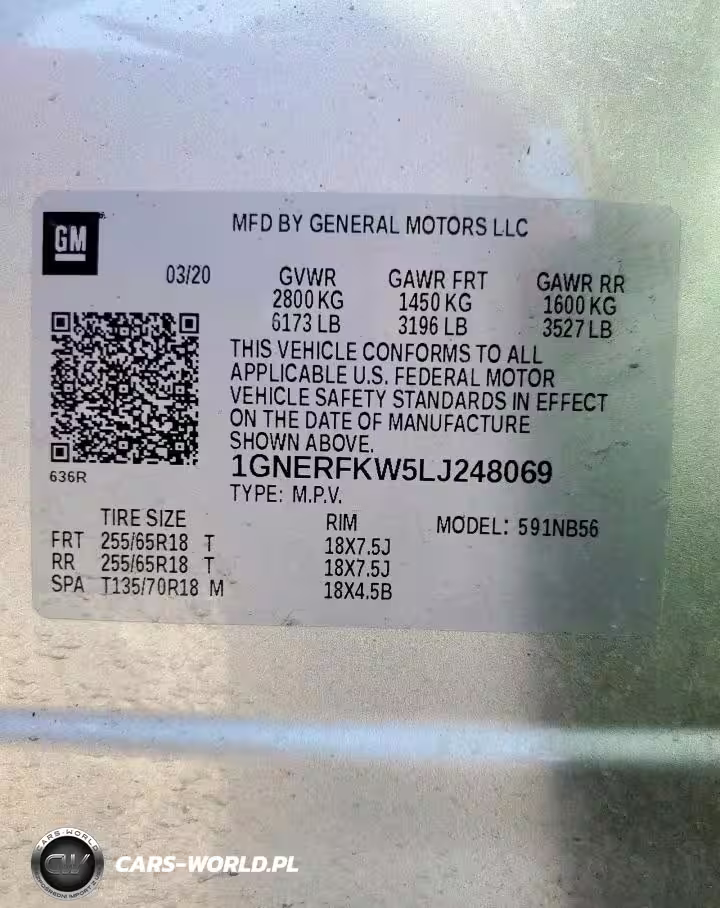 GM
MFD BY GENERAL MOTORS LLC
03/20 GVWR GAWR FRT GAWR RR
2800 KG 1450 KG 1600 KG
6173 LB 3196 LB 3527 LB
THIS VEHICLE CONFORMS TO ALL
APPLICABLE U.S. FEDERAL MOTOR
VEHICLE SAFETY STANDARDS IN EFFECT
ON THE DATE OF MANUFACTURE
SHOWN ABOVE.
1GNERFKW5LJ248069
636R
TYPE: M.P.V.
TIRE SIZE RIM MODEL: 591NB56
FRT 255/65R18 T 18X7.5J
RR 255/65R18 T 18X7.5J
SPA T135/70R18 M 18X4.5B
CARS-WORLD
CW
CARS-WORLD.PL